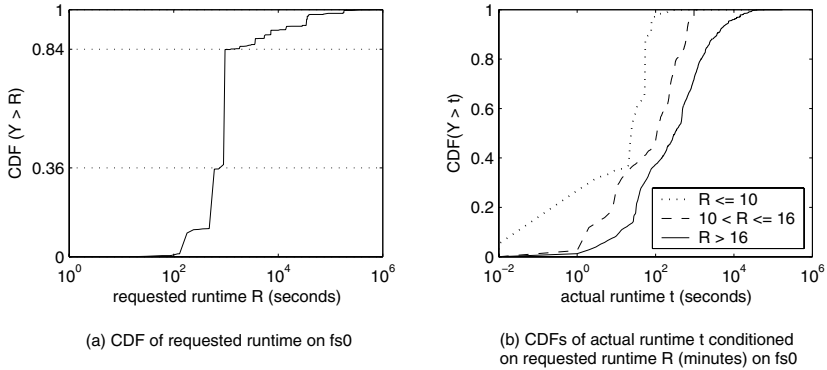 1
0.84
0.36
0
CDF (Y > R)
10^0 10^2 10^4 10^6
requested runtime R (seconds)
(a) CDF of requested runtime on fs0
1
0.8
0.6
0.4
0.2
0
CDF(Y > t)
R <= 10
10 < R <= 16
R > 16
10^-2 10^0 10^2 10^4 10^6
actual runtime t (seconds)
(b) CDFs of actual runtime t conditioned
on requested runtime R (minutes) on fs0